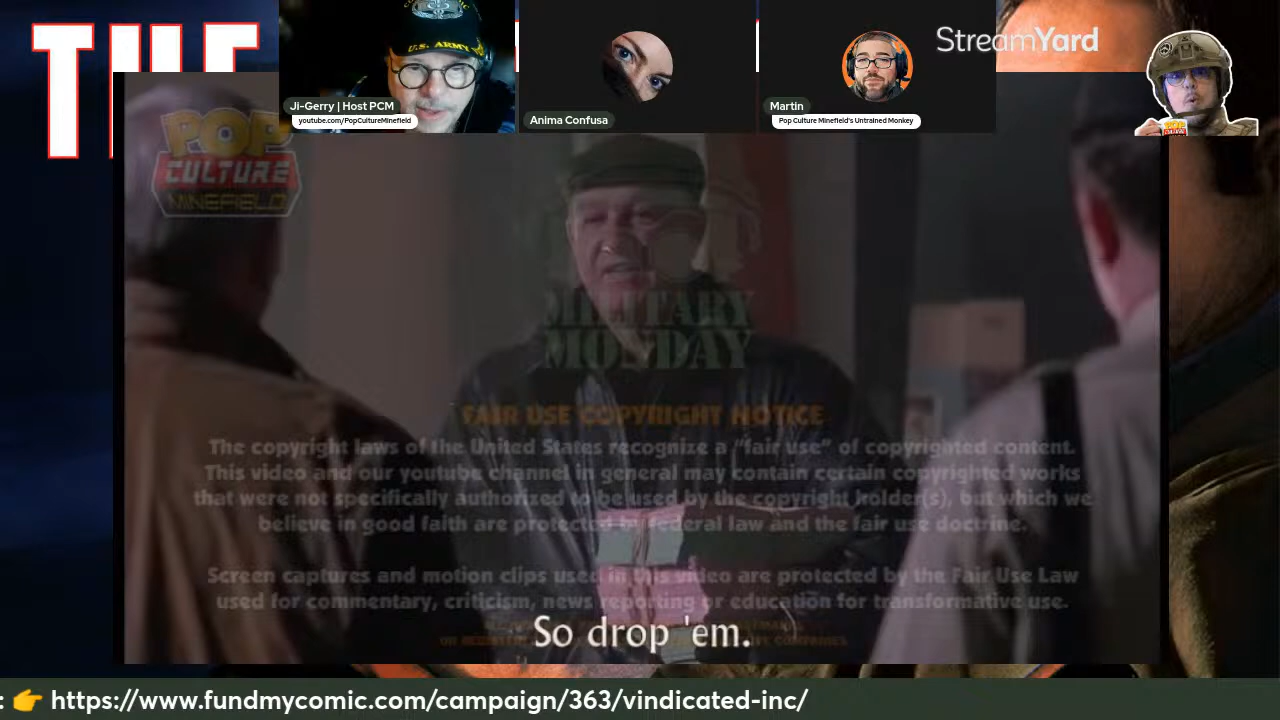 THE
StreamYard
U.S. ARMY
Ji-Gerry | Host PCM
youtube.com/PopCultureMinefield
Anima Confusa
Martin
Pop Culture Minefield's Untrained Monkey
POP
CULTURE
MINEFIELD
MILITARY
MONDAY
FAIR USE COPYRIGHT NOTICE
The copyright laws of the United States recognize a “fair use” of copyrighted content.
This video and our youtube channel in general may contain certain copyrighted works
that were not specifically authorized to be used by the copyright holder(s), but which we
believe in good faith are protected by federal law and the fair use doctrine.
Screen captures and motion clips used in this video are protected by the Fair Use Law
used for commentary, criticism, news reporting or education for transformative use.
So drop 'em.
: 👉 https://www.fundmycomic.com/campaign/363/vindicated-inc/